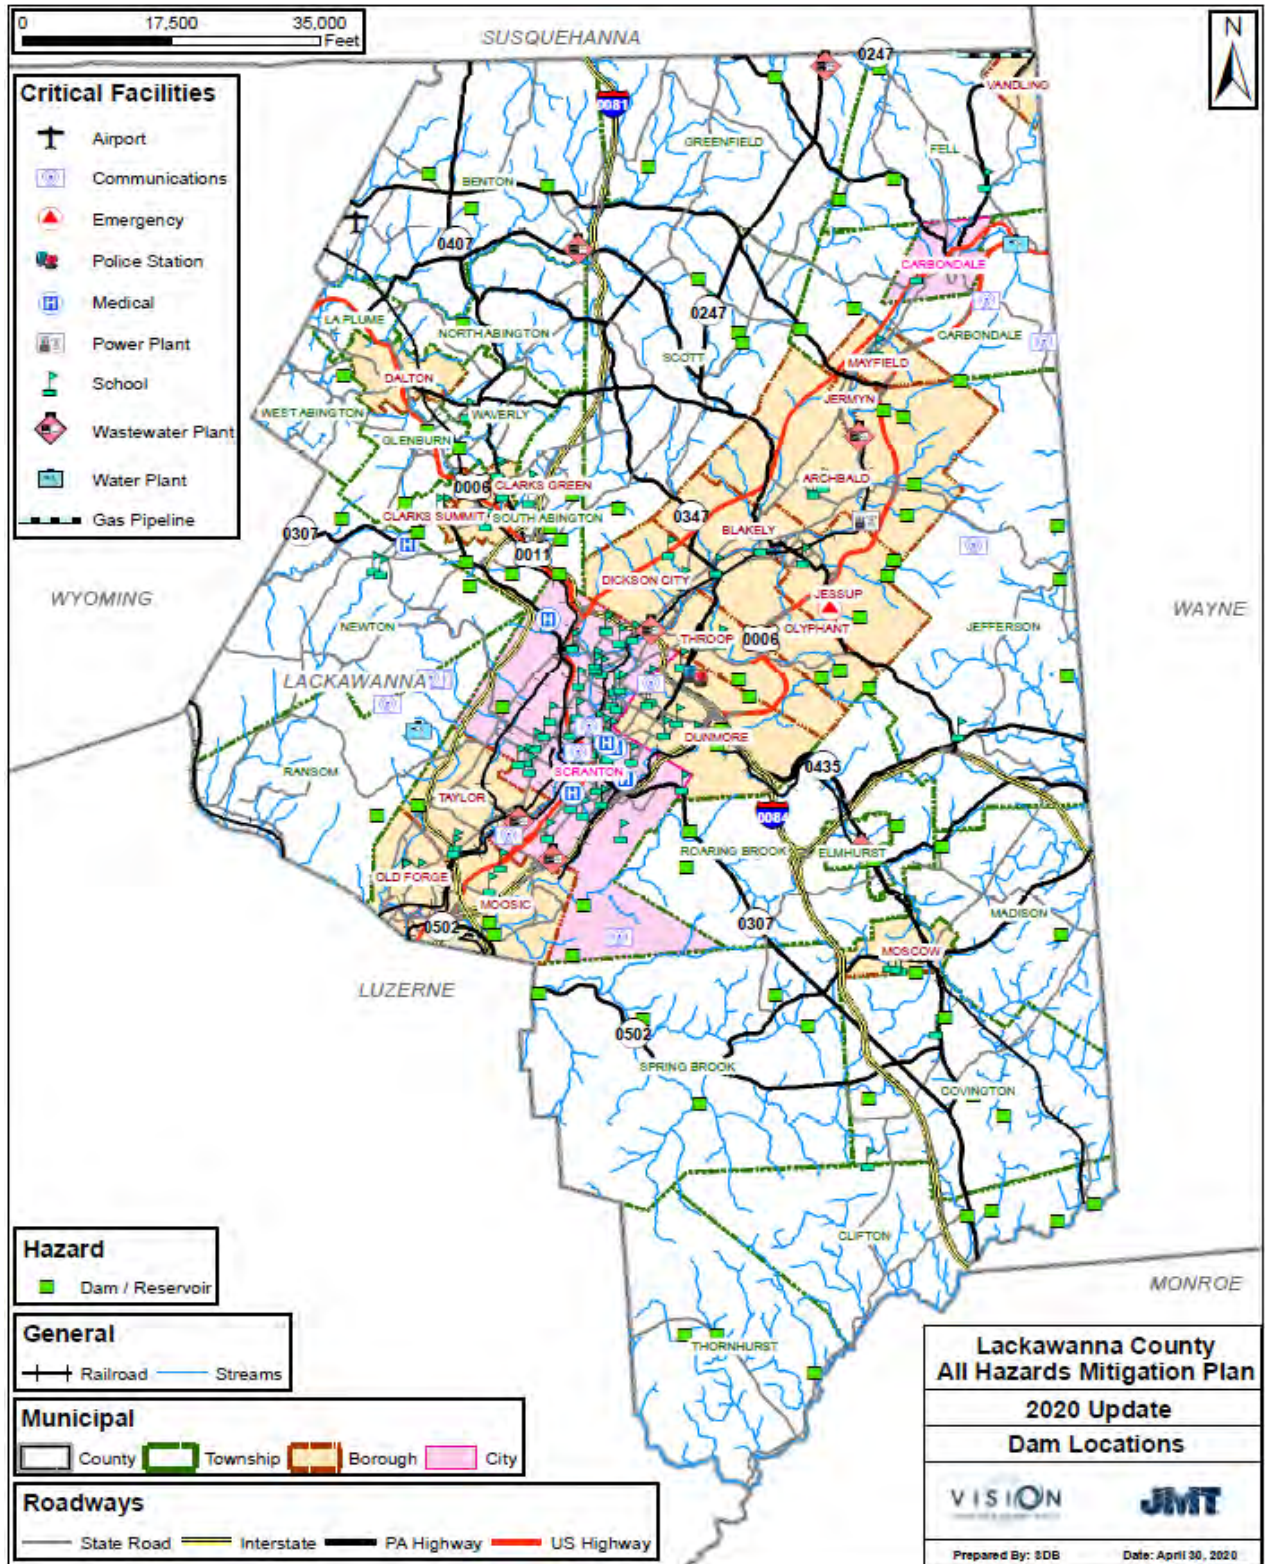 0 17,500 35,000
Feet
N
SUSQUEHANNA
0247
VANDLING
0081
Critical Facilities
Airport
Communications
Emergency
Police Station
Medical
Power Plant
School
Wastewater Plant
Water Plant
Gas Pipeline
GREENFIELD
FELL
BENTON
0407
CARBONDALE
0247
LA PLUME
NORTH ABINGTON
SCOTT
CARBONDALE
MAYFIELD
DALTON
JERMYN
WEST ABINGTON
WAVERLY
GLENBURN
ARCHBALD
0006
CLARKS GREEN
CLARKS SUMMIT
SOUTH ABINGTON
0347
BLAKELY
0307
0011
DICKSON CITY
JESSUP
WYOMING
WAYNE
NEWTON
THROOP
0006
OLYPHANT
JEFFERSON
LACKAWANNA
DUNMORE
RANSOM
SCRANTON
0435
TAYLOR
0084
ROARING BROOK
ELMHURST
OLD FORGE
MOOSIC
0502
0307
MADISON
MOSCOW
LUZERNE
0502
SPRING BROOK
COVINGTON
CLIFTON
MONROE
THORNHURST
Hazard
Dam / Reservoir
General
Railroad Streams
Municipal
County Township Borough City
Roadways
State Road Interstate PA Highway US Highway
Lackawanna County
All Hazards Mitigation Plan
2020 Update
Dam Locations
VISION
JMT
Prepared By: SDB Date: April 30, 2020